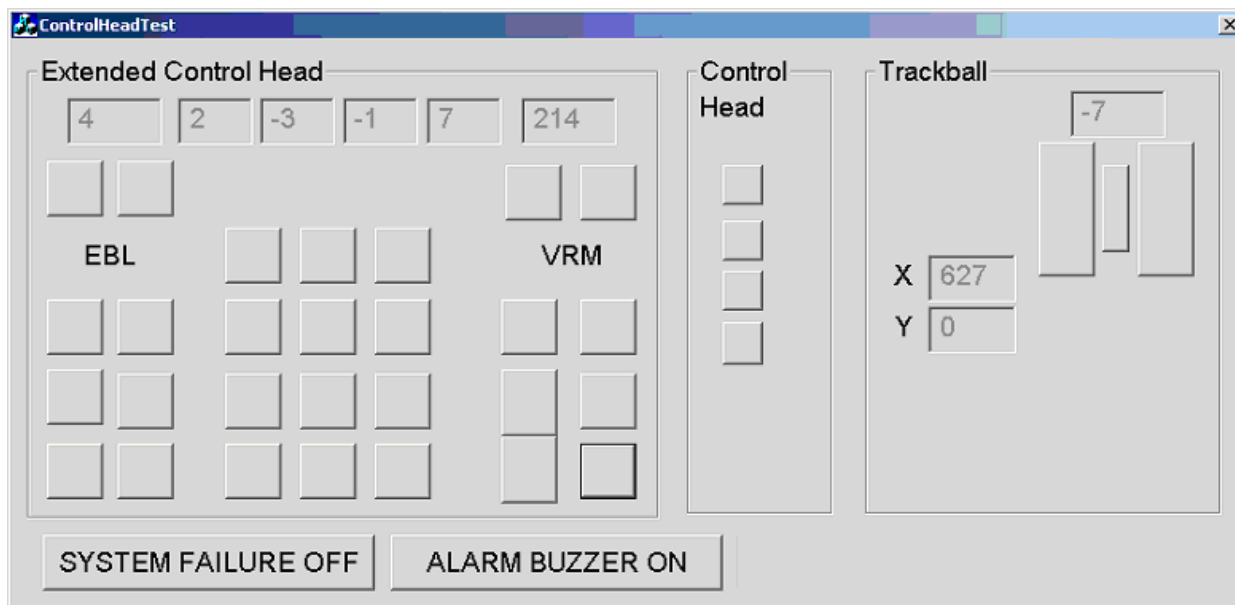 ControlHeadTest
Extended Control Head
4 2 -3 -1 7 214
EBL
VRM
Control
Head
Trackball
-7
X 627
Y 0
SYSTEM FAILURE OFF
ALARM BUZZER ON